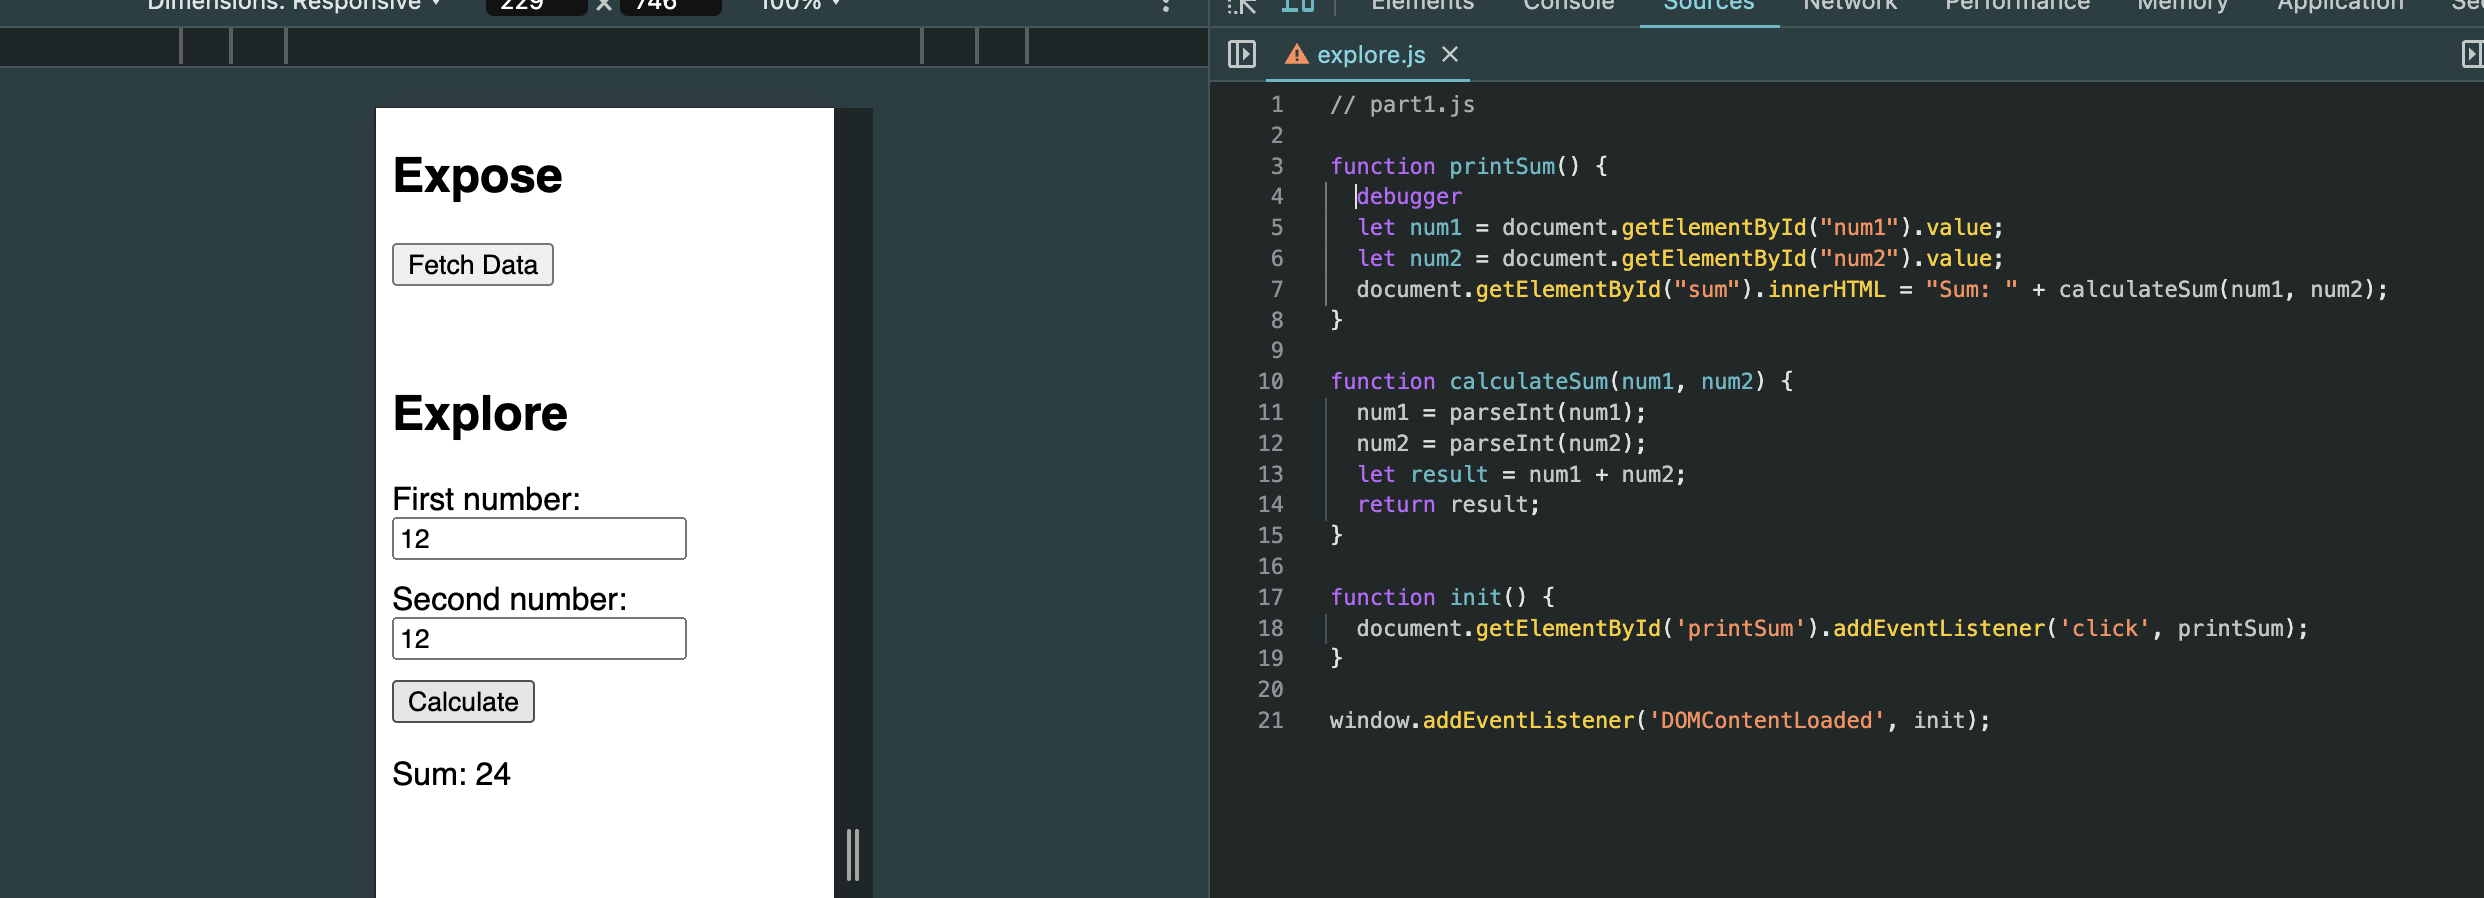 Dimensions: Responsive 229 × 746 100%
Elements Console Sources Network Performance Memory Application
explore.js
Expose
Fetch Data
Explore
First number:
12
Second number:
12
Calculate
Sum: 24
1 // part1.js
2
3 function printSum() {
4 debugger
5 let num1 = document.getElementById("num1").value;
6 let num2 = document.getElementById("num2").value;
7 document.getElementById("sum").innerHTML = "Sum: " + calculateSum(num1, num2);
8 }
9
10 function calculateSum(num1, num2) {
11 num1 = parseInt(num1);
12 num2 = parseInt(num2);
13 let result = num1 + num2;
14 return result;
15 }
16
17 function init() {
18 document.getElementById('printSum').addEventListener('click', printSum);
19 }
20
21 window.addEventListener('DOMContentLoaded', init);